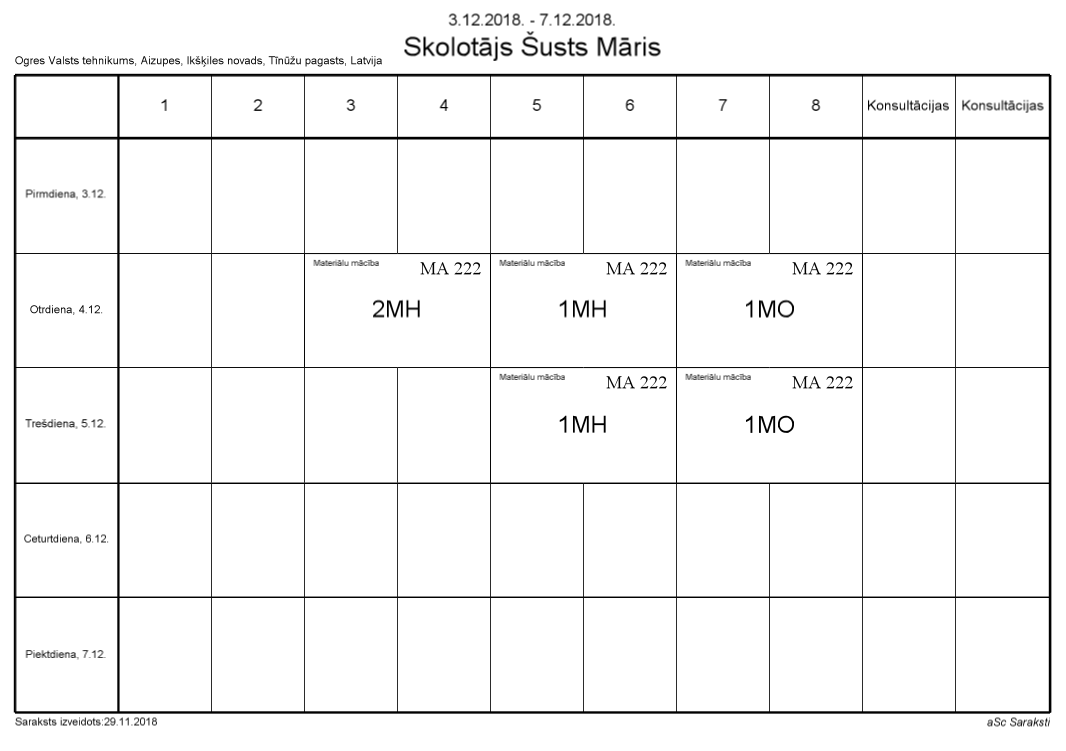 3.12.2018. - 7.12.2018.
Skolotājs Šusts Māris
Ogres Valsts tehnikums, Aizupes, Ikšķiles novads, Tīnūžu pagasts, Latvija
1 2 3 4 5 6 7 8 Konsultācijas Konsultācijas
Pirmdiena, 3.12.
Materiālu mācība MA 222 Materiālu mācība MA 222 Materiālu mācība MA 222
Otrdiena, 4.12. 2MH 1MH 1MO
Materiālu mācība MA 222 Materiālu mācība MA 222
Trešdiena, 5.12. 1MH 1MO
Ceturtdiena, 6.12.
Piektdiena, 7.12.
Saraksts izveidots:29.11.2018 aSc Saraksti